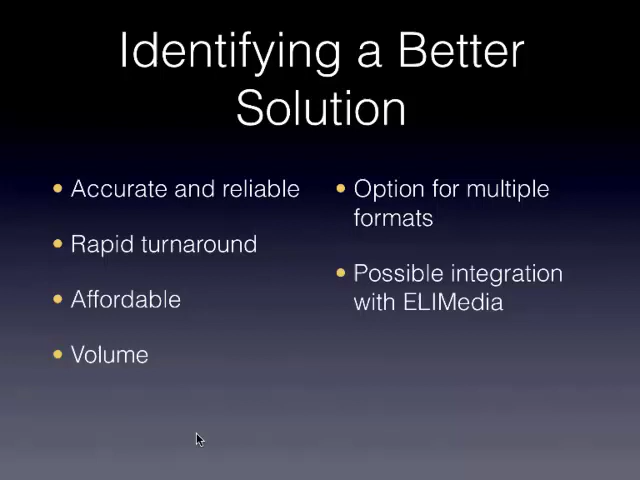 Identifying a Better
Solution
• Accurate and reliable
• Rapid turnaround
• Affordable
• Volume
• Option for multiple
formats
• Possible integration
with ELIMedia